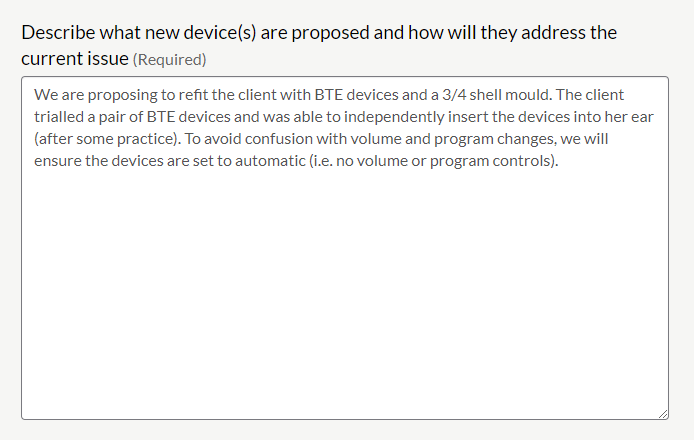 Describe what new device(s) are proposed and how will they address the
current issue (Required)
We are proposing to refit the client with BTE devices and a 3/4 shell mould. The client
trialled a pair of BTE devices and was able to independently insert the devices into her ear
(after some practice). To avoid confusion with volume and program changes, we will
ensure the devices are set to automatic (i.e. no volume or program controls).